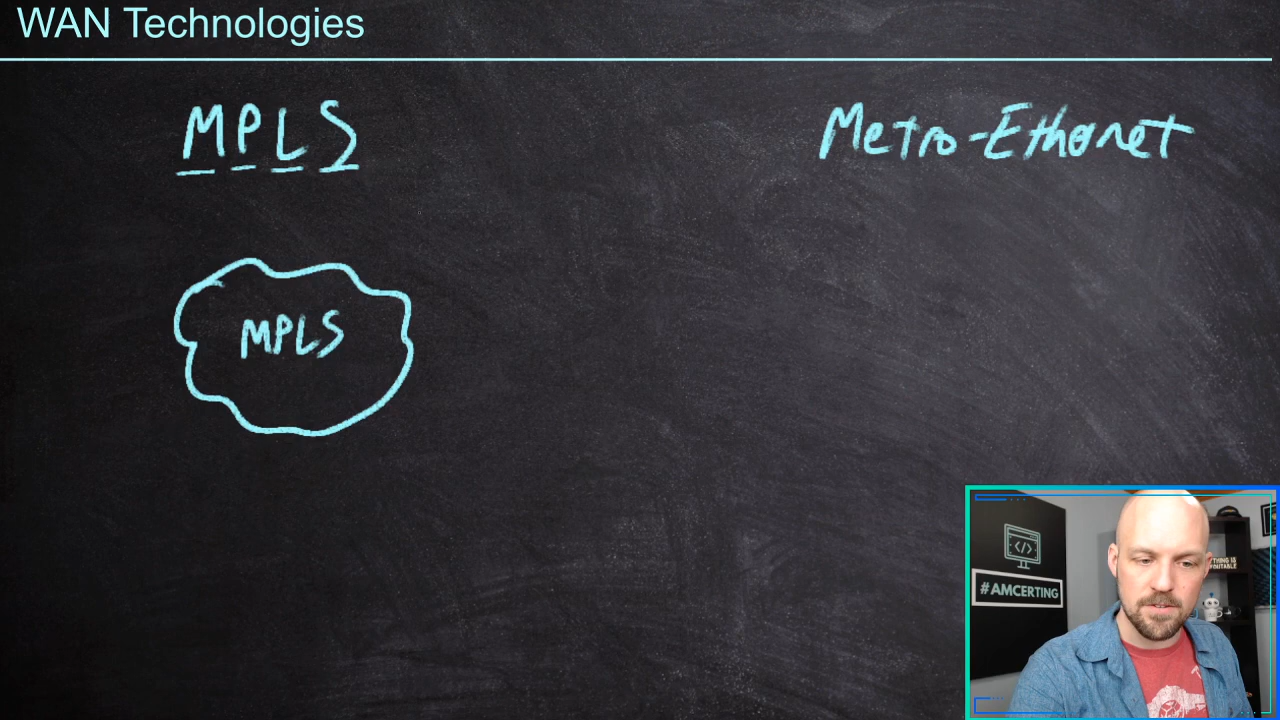 WAN Technologies
MPLS
Metro-Ethernet
MPLS
</>
#AMCERTING